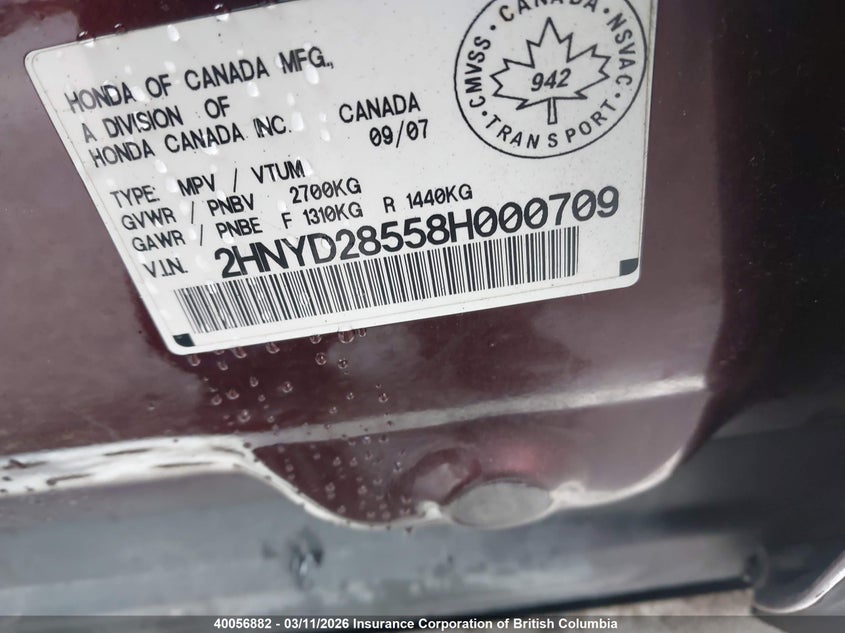 HONDA OF CANADA MFG.,
A DIVISION OF
HONDA CANADA INC.
CANADA
09/07
TYPE: MPV / VTUM
GVWR / PNBV 2700KG
GAWR / PNBE F 1310KG R 1440KG
V.I.N. 2HNYD28558H000709
CMVSS · CANADA · NSVAC · TRANSPORT ·
942
40056882 - 03/11/2026 Insurance Corporation of British Columbia